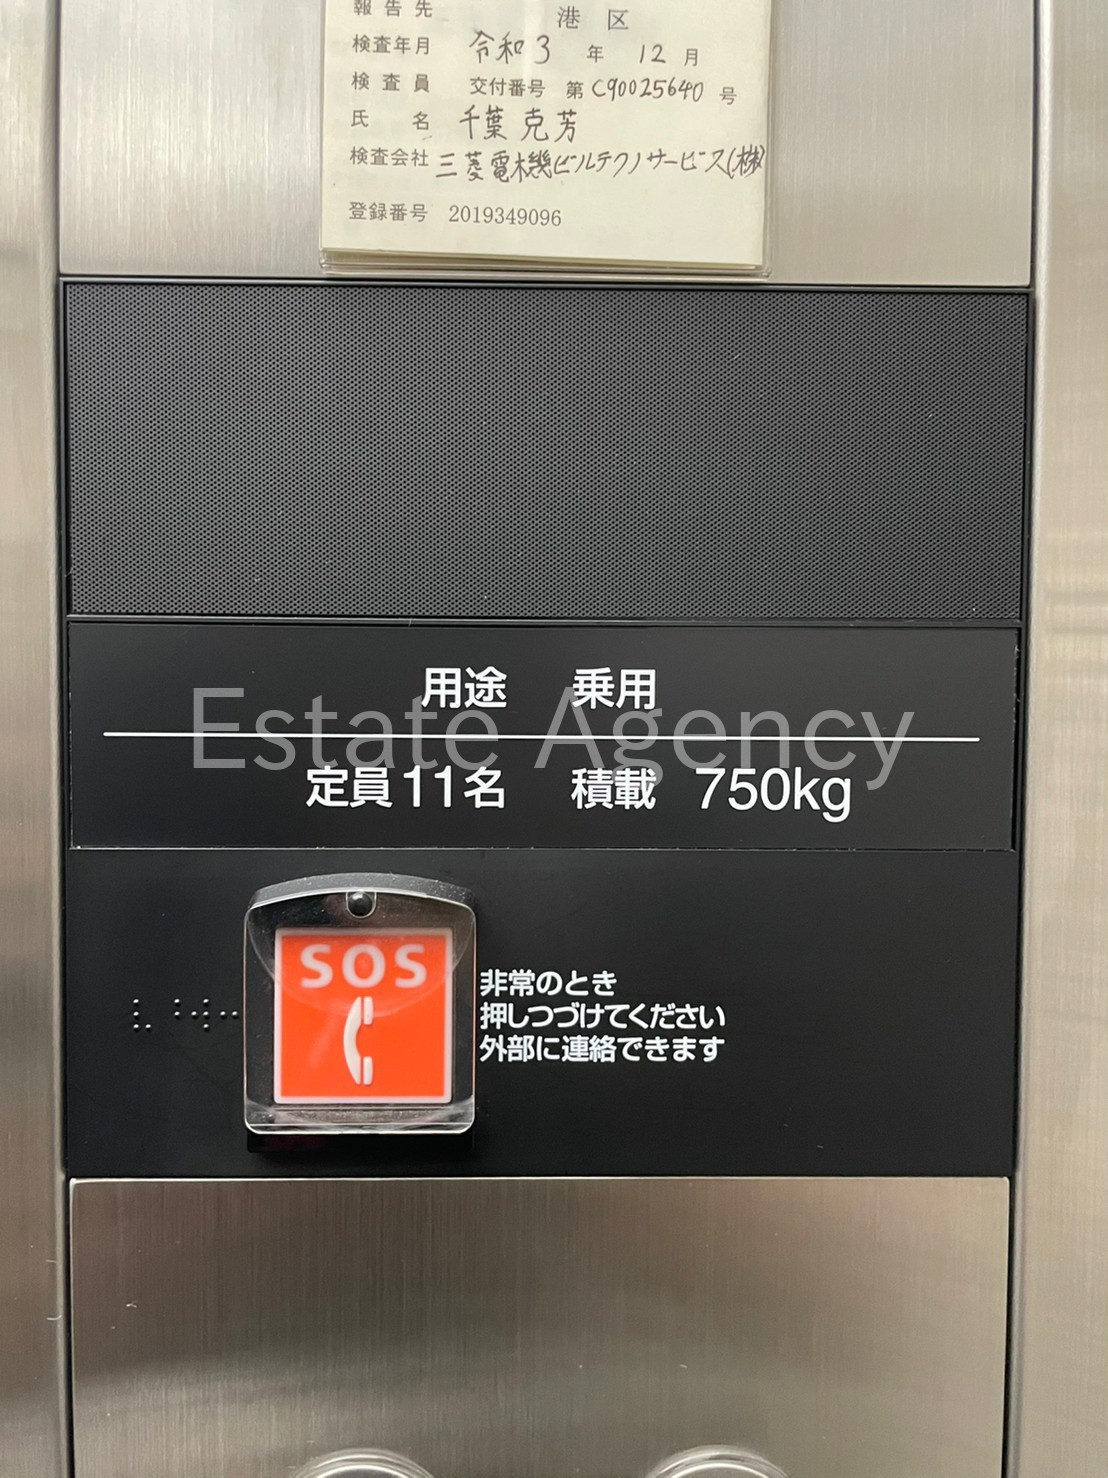 報告先 港区
検査年月 令和3年12月
検査員 交付番号 第C90025640号
氏名 千葉 克芳
検査会社 三菱電機ビルテクノサービス(株)
登録番号 2019349096
用途 乗用
Estate Agency
定員11名 積載 750kg
SOS
非常のとき
押しつづけてください
外部に連絡できます